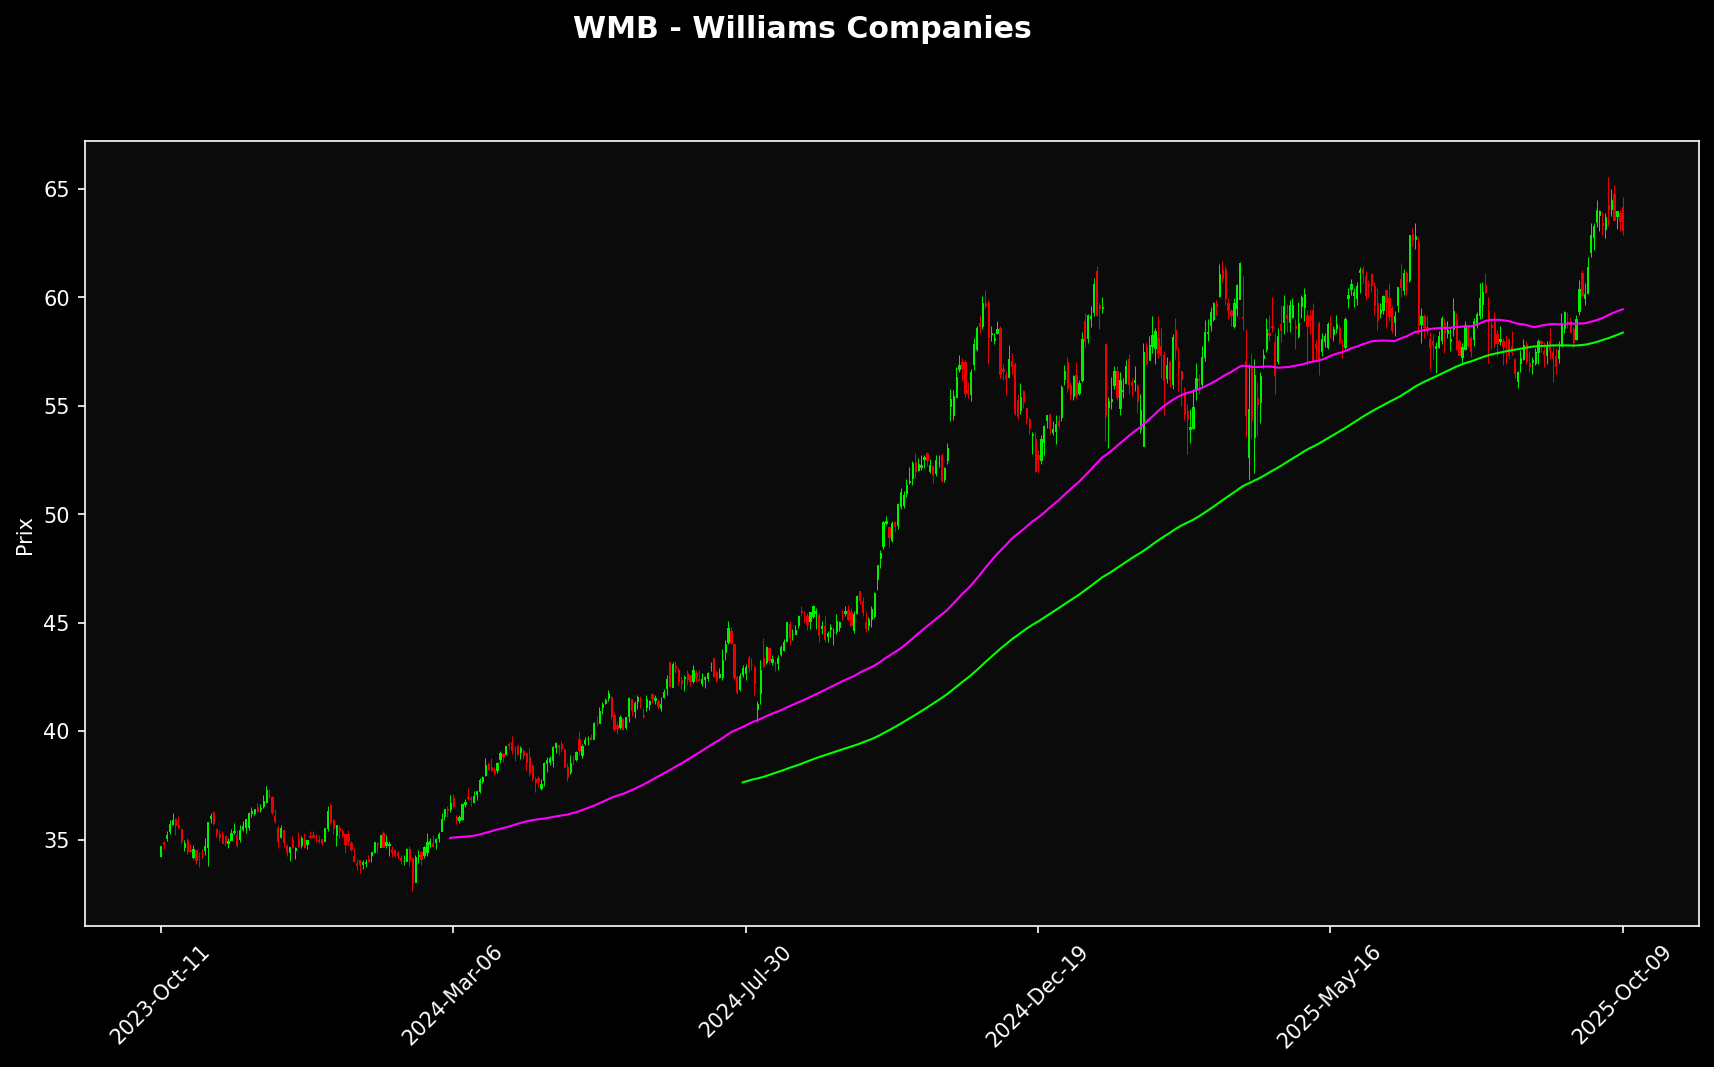 WMB - Williams Companies
Prix
65
60
55
50
45
40
35
2023-Oct-11
2024-Mar-06
2024-Jul-30
2024-Dec-19
2025-May-16
2025-Oct-09